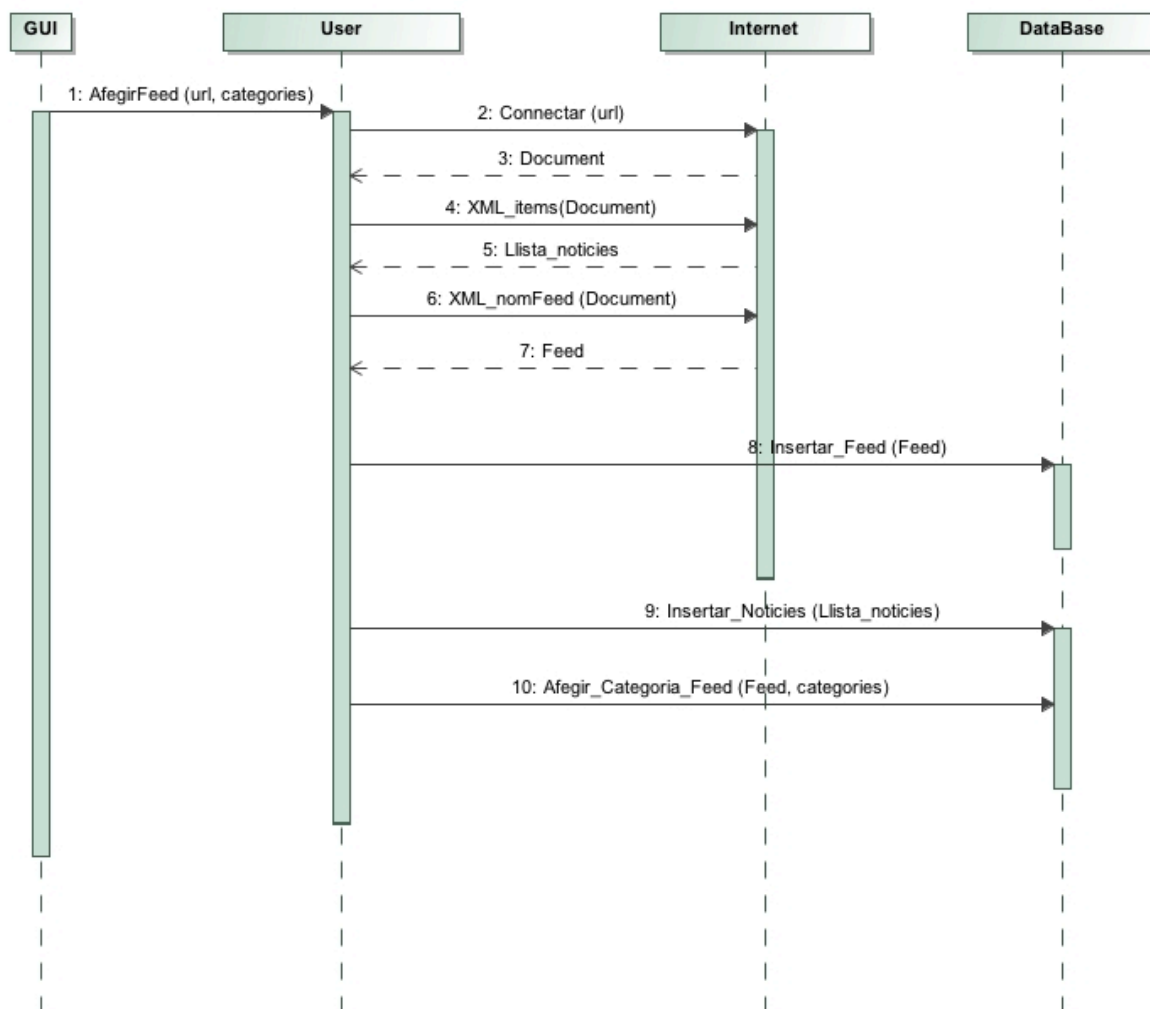 GUI
User
Internet
DataBase
1: AfegirFeed (url, categories)
2: Connectar (url)
3: Document
4: XML_items(Document)
5: Llista_noticies
6: XML_nomFeed (Document)
7: Feed
8: Insertar_Feed (Feed)
9: Insertar_Noticies (Llista_noticies)
10: Afegir_Categoria_Feed (Feed, categories)